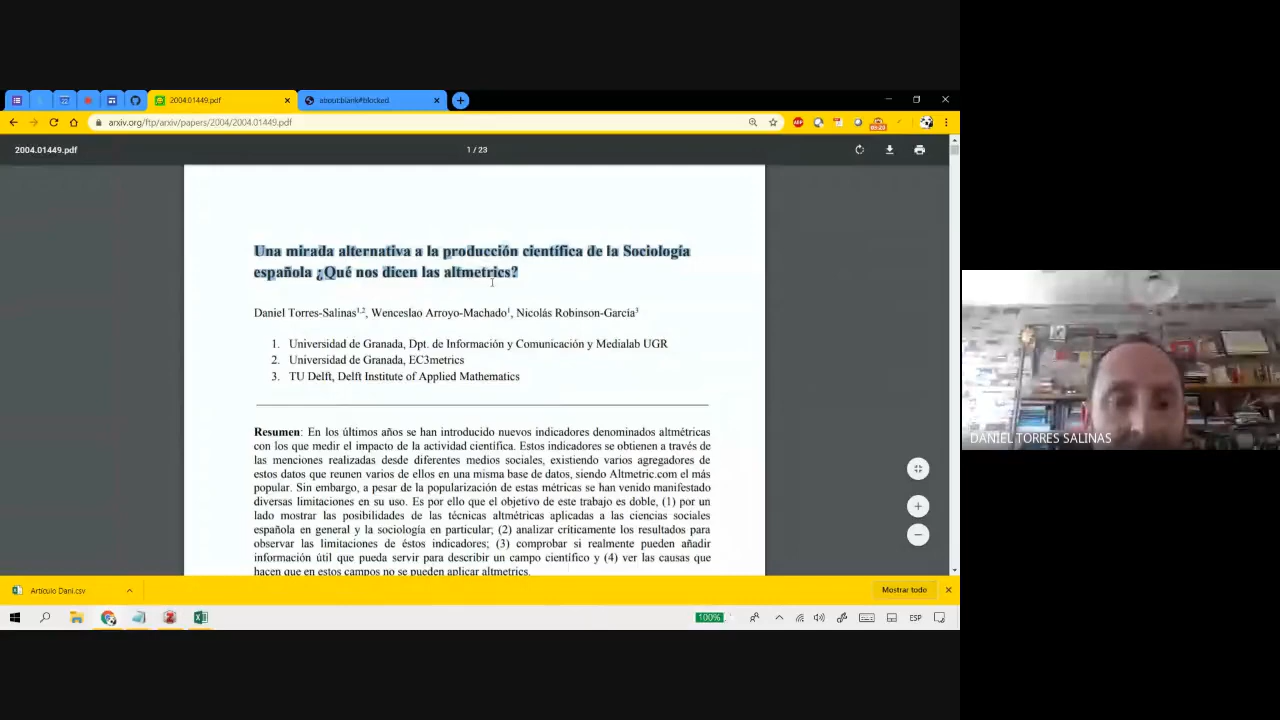 2004.01449.pdf
about:blank#blocked
arxiv.org/ftp/arxiv/papers/2004/2004.01449.pdf
2004.01449.pdf
1 / 23
Una mirada alternativa a la producción científica de la Sociología
española ¿Qué nos dicen las altmetrics?
Daniel Torres-Salinas1,2, Wenceslao Arroyo-Machado1, Nicolás Robinson-García3
1. Universidad de Granada, Dpt. de Información y Comunicación y Medialab UGR
2. Universidad de Granada, EC3metrics
3. TU Delft, Delft Institute of Applied Mathematics
Resumen: En los últimos años se han introducido nuevos indicadores denominados altmétricas
con los que medir el impacto de la actividad científica. Estos indicadores se obtienen a través de
las menciones realizadas desde diferentes medios sociales, existiendo varios agregadores de
estos datos que reunen varios de ellos en una misma base de datos, siendo Altmetric.com el más
popular. Sin embargo, a pesar de la popularización de estas métricas se han venido manifestado
diversas limitaciones en su uso. Es por ello que el objetivo de este trabajo es doble, (1) por un
lado mostrar las posibilidades de las técnicas altmétricas aplicadas a las ciencias sociales
española en general y la sociología en particular; (2) analizar críticamente los resultados para
observar las limitaciones de éstos indicadores; (3) comprobar si realmente pueden añadir
información útil que pueda servir para describir un campo científico y (4) ver las causas que
hacen que en estos campos no se pueden aplicar altmetrics.
DANIEL TORRES SALINAS
Artículo Dani.csv
Mostrar todo
100%
ESP